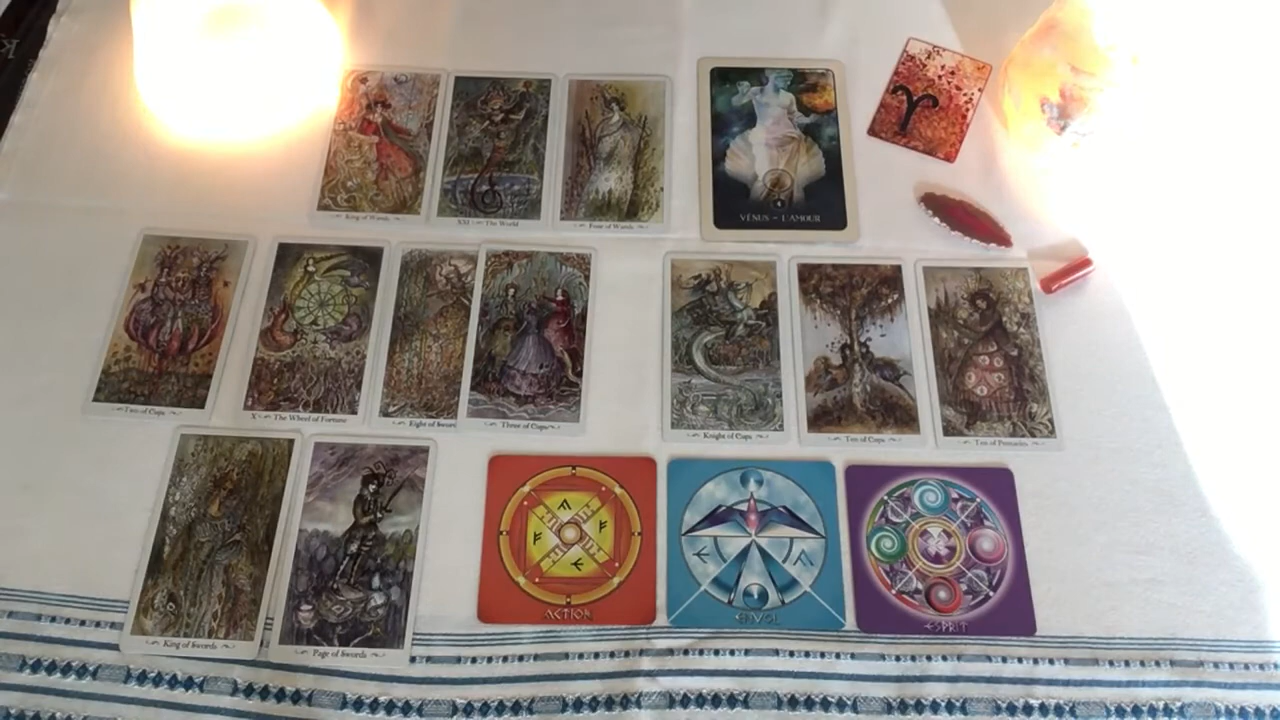 King of Wands
XXI The World
Four of Wands
VÉNUS - L'AMOUR
Two of Cups
X The Wheel of Fortune
Eight of Sword
Three of Cups
Knight of Cups
Ten of Cups
Ten of Pentacles
King of Swords
Page of Swords
ACTION
ENVOL
ESPRIT